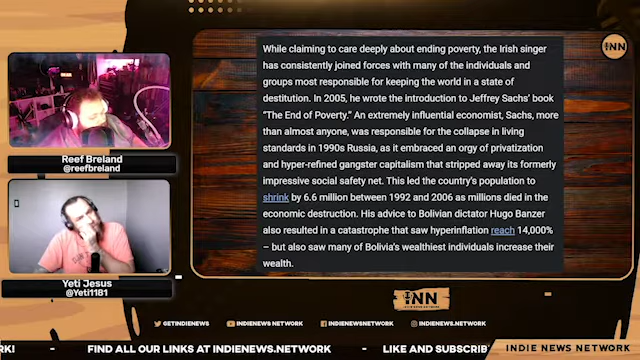 INN
While claiming to care deeply about ending poverty, the Irish singer
has consistently joined forces with many of the individuals and
groups most responsible for keeping the world in a state of
destitution. In 2005, he wrote the introduction to Jeffrey Sachs' book
"The End of Poverty." An extremely influential economist, Sachs, more
than almost anyone, was responsible for the collapse in living
standards in 1990s Russia, as it embraced an orgy of privatization
and hyper-refined gangster capitalism that stripped away its formerly
impressive social safety net. This led the country's population to
shrink by 6.6 million between 1992 and 2006 as millions died in the
economic destruction. His advice to Bolivian dictator Hugo Banzer
also resulted in a catastrophe that saw hyperinflation reach 14,000%
– but also saw many of Bolivia's wealthiest individuals increase their
wealth.
Reef Breland
@reefbreland
Yeti Jesus
@Yeti1181
INN
INDIE NEWS NETWORK
GETINDIENEWS
INDIENEWS.NETWORK
INDIENEWSNETWORK
INDIENEWS.NETWORK
RK! - FIND ALL OUR LINKS AT INDIENEWS.NETWORK - LIKE AND SUBSCRIB
INDIE NEWS NETWORK